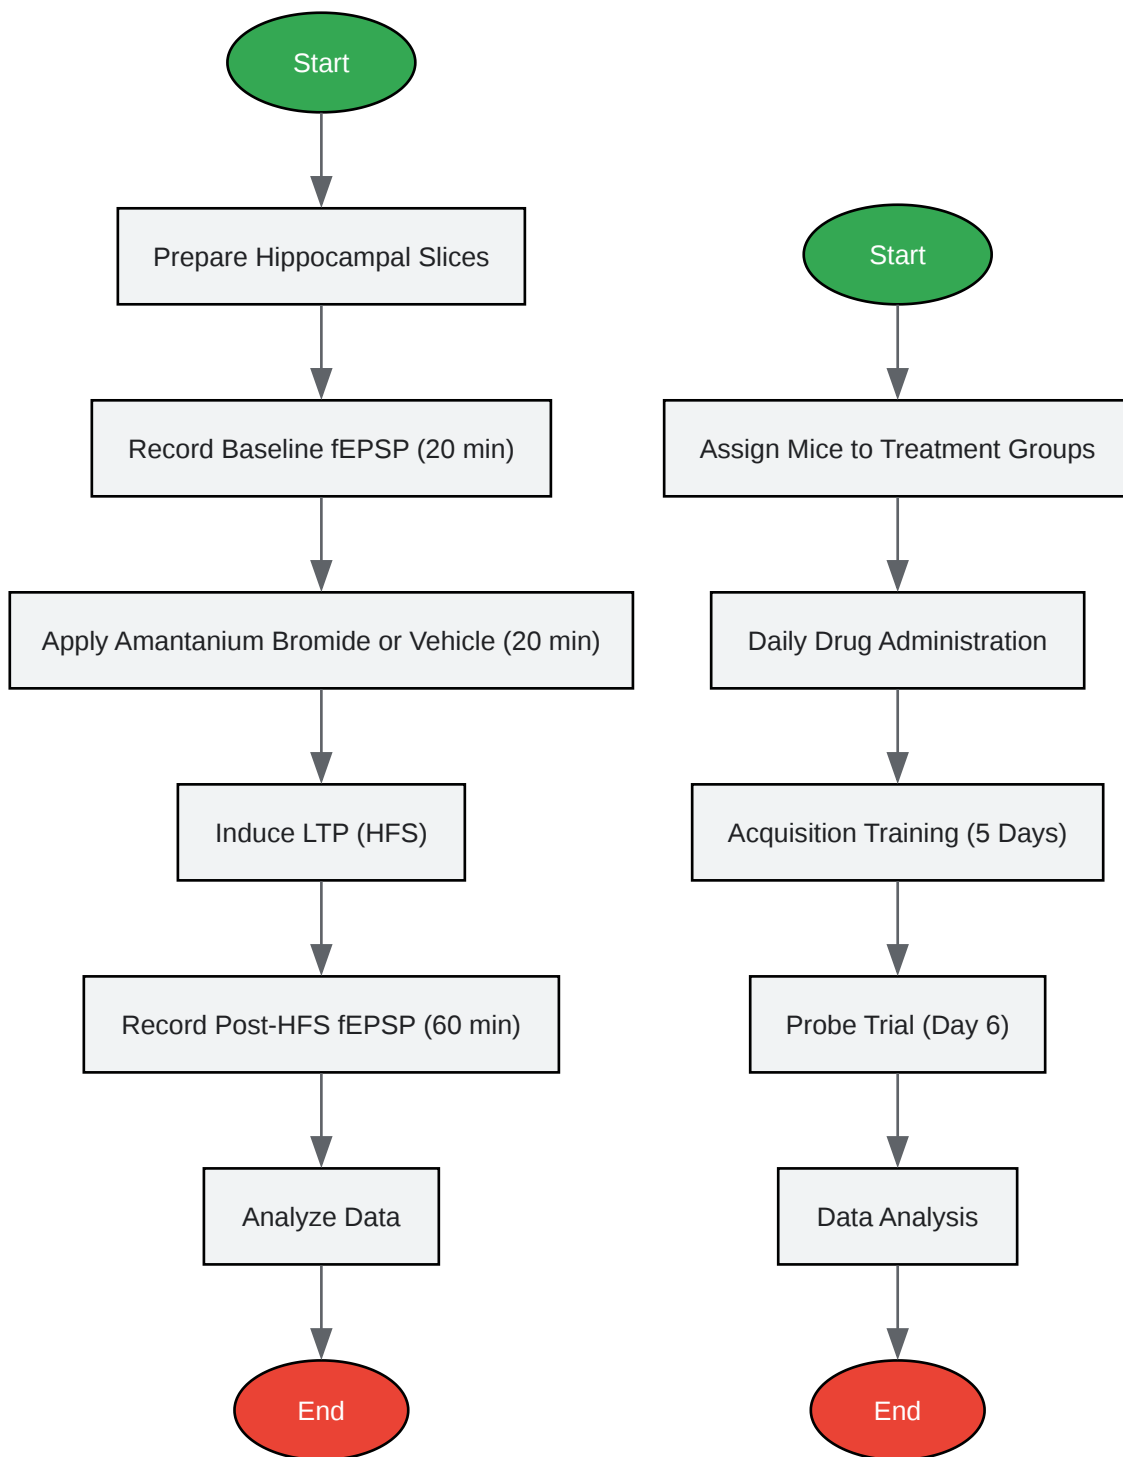 Start
Prepare Hippocampal Slices
Record Baseline fEPSP (20 min)
Apply Amantanium Bromide or Vehicle (20 min)
Induce LTP (HFS)
Record Post-HFS fEPSP (60 min)
Analyze Data
End
Start
Assign Mice to Treatment Groups
Daily Drug Administration
Acquisition Training (5 Days)
Probe Trial (Day 6)
Data Analysis
End